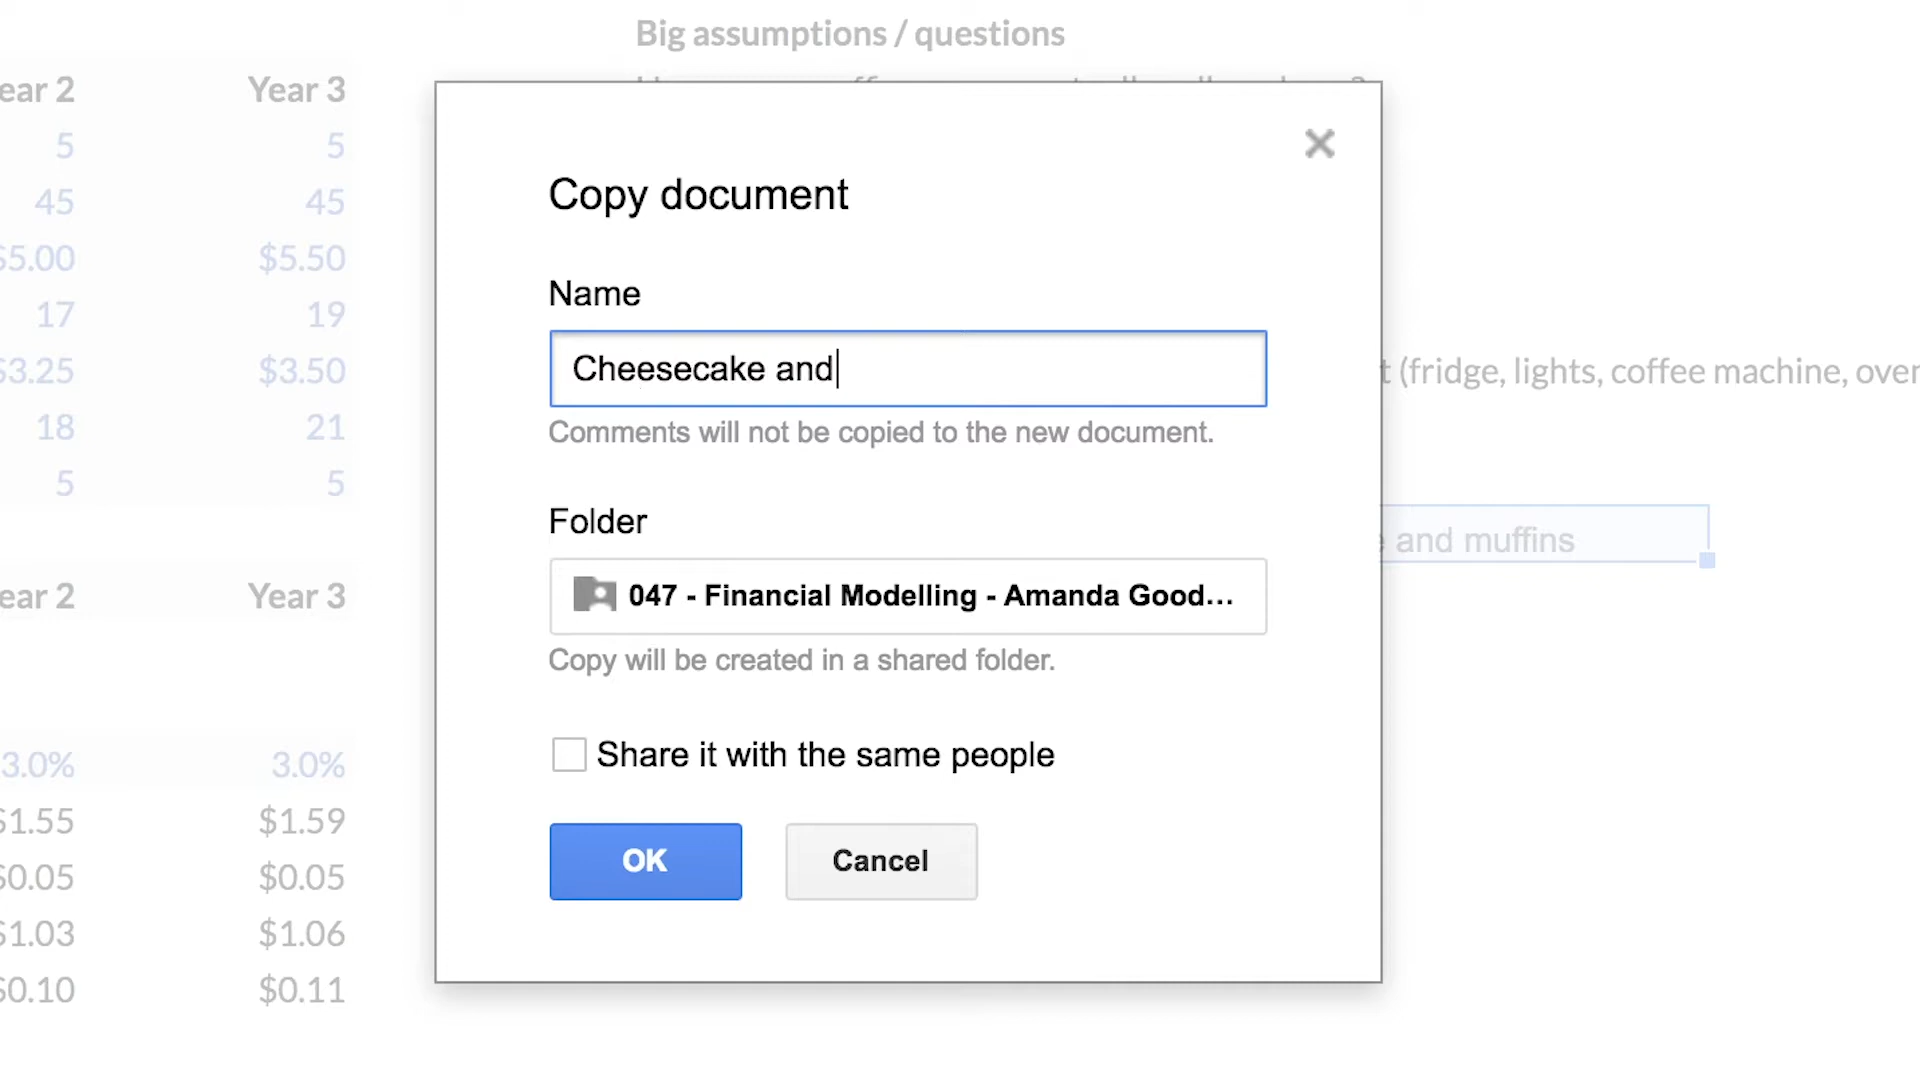 Big assumptions / questions
ear 2 Year 3
5 5
45 45
$5.00 $5.50
17 19
$3.25 $3.50
18 21
5 5
ear 2 Year 3
3.0% 3.0%
$1.55 $1.59
$0.05 $0.05
$1.03 $1.06
$0.10 $0.11
Copy document
Name
Cheesecake and
Comments will not be copied to the new document.
Folder
047 - Financial Modelling - Amanda Good...
Copy will be created in a shared folder.
Share it with the same people
OK Cancel
t (fridge, lights, coffee machine, over
and muffins